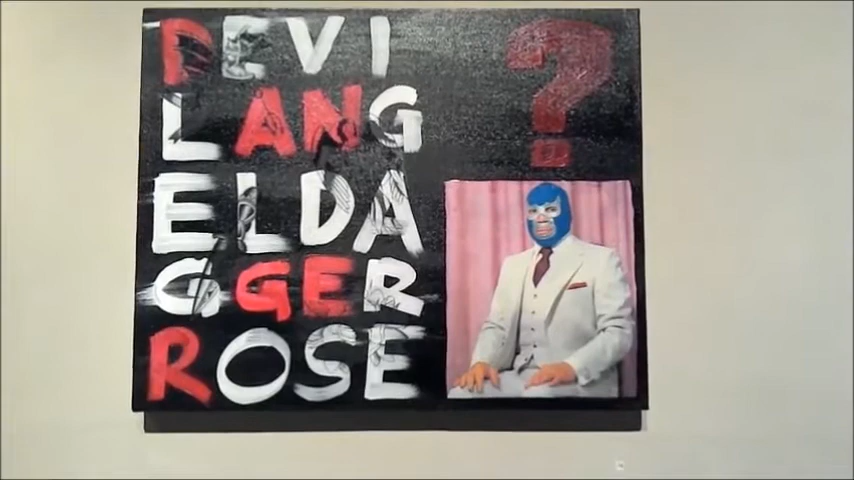 DEVI ?
LANG
ELDA
GGER
ROSE